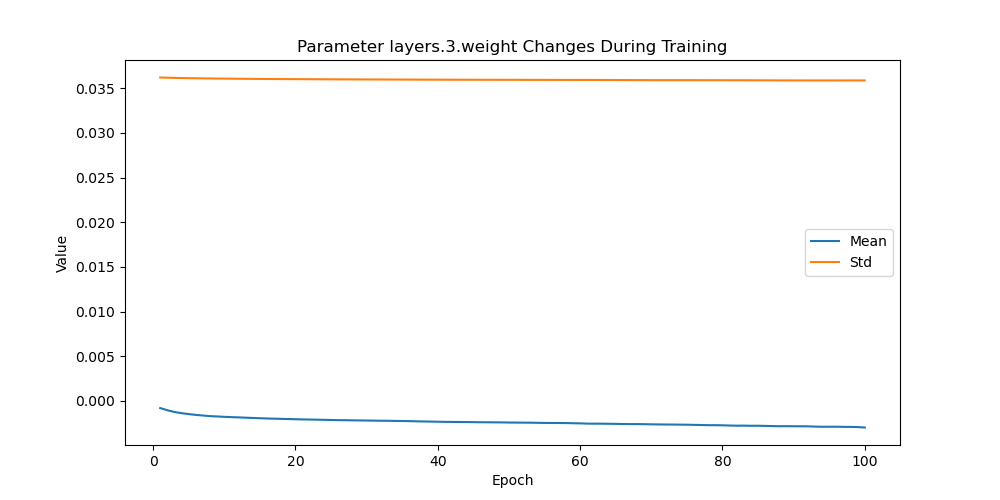 Parameter layers.3.weight Changes During Training
Value
0.035
0.030
0.025
0.020
0.015
0.010
0.005
0.000
Mean
Std
0 20 40 60 80 100
Epoch